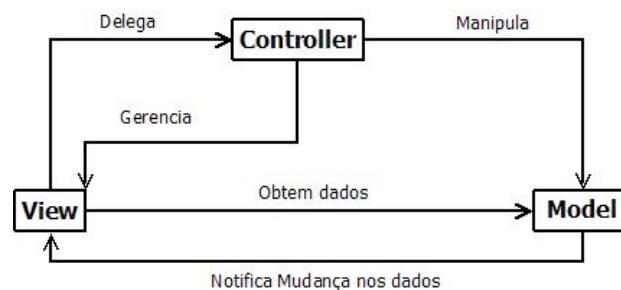 Delega
Controller
Manipula
Gerencia
View
Obtem dados
Model
Notifica Mudança nos dados